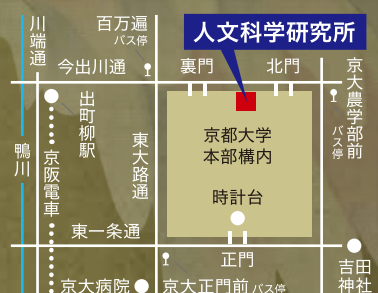 川端通
百万遍
バス停
人文科学研究所
今出川通
裏門
北門
京大農学部前
バス停
出町柳駅
東大路通
京都大学
本部構内
時計台
鴨川
京阪電車
東一条通
正門
吉田
神社
京大病院
京大正門前 バス停